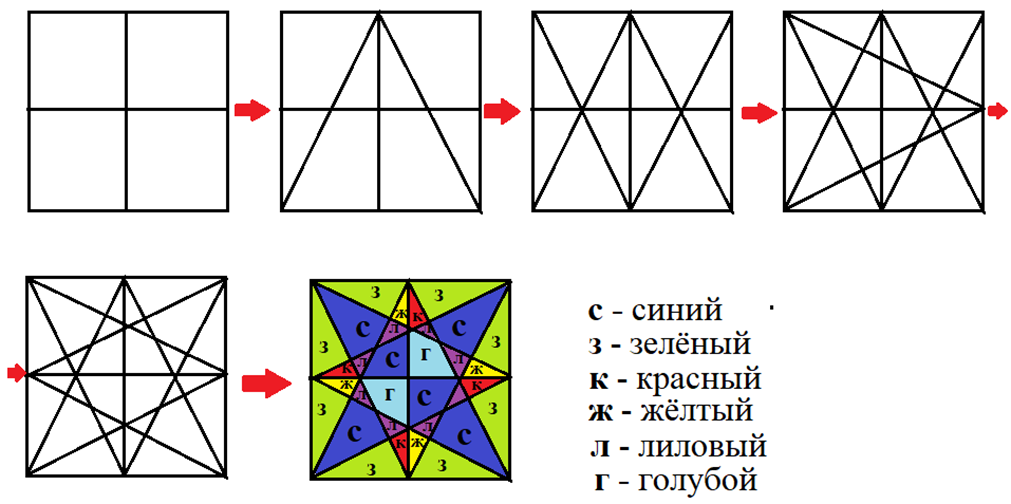 з з
ж к
с л л с
з з
с г
л л
к ж
ж к
л г с л
з з
л л
с с
к ж
з з
с - синий
з - зелёный
к - красный
ж - жёлтый
л - лиловый
г - голубой